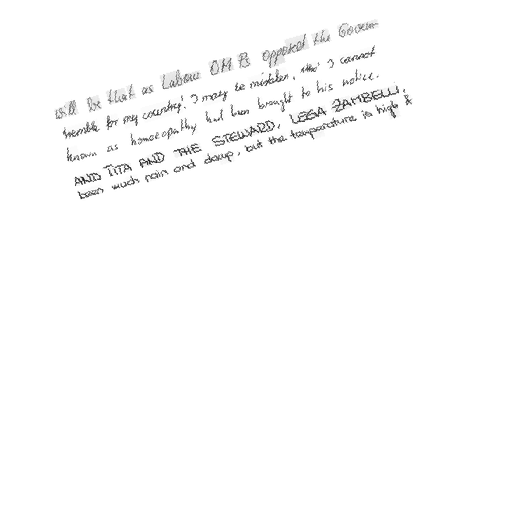 will be that as Labour OM Ps opposed the Govern-
tremble for my country. I may be mistaken, tho' I cannot
known as homoeopathy had been brought to his notice.
AND TITA AND THE STEWARD, LEGA ZAMBELLI,
been much rain and damp, but the temperature is high &